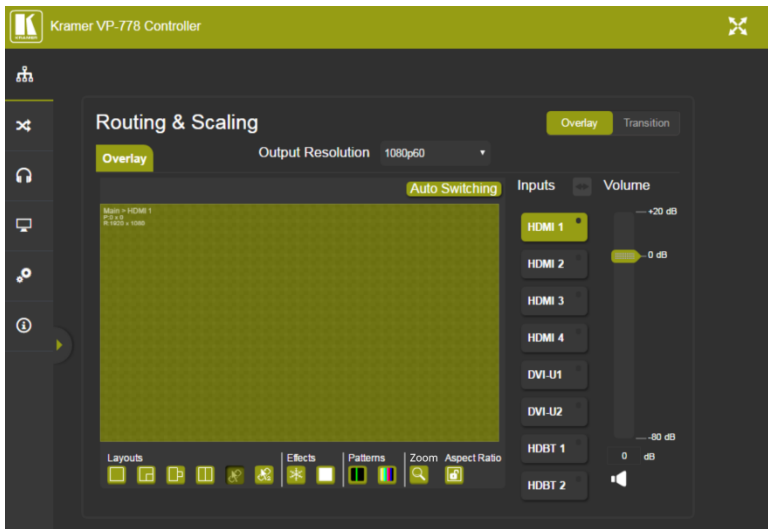 K
KRAMER
Kramer VP-778 Controller
Routing & Scaling
Overlay
Transition
Overlay
Output Resolution
1080p60
Auto Switching
Inputs
Volume
Main = HDMI 1
P:0 x 0
R:1920 x 1080
+20 dB
HDMI 1
0 dB
HDMI 2
HDMI 3
HDMI 4
DVI-U1
DVI-U2
-80 dB
HDBT 1
0
dB
HDBT 2
Layouts
Effects
Patterns
Zoom
Aspect Ratio